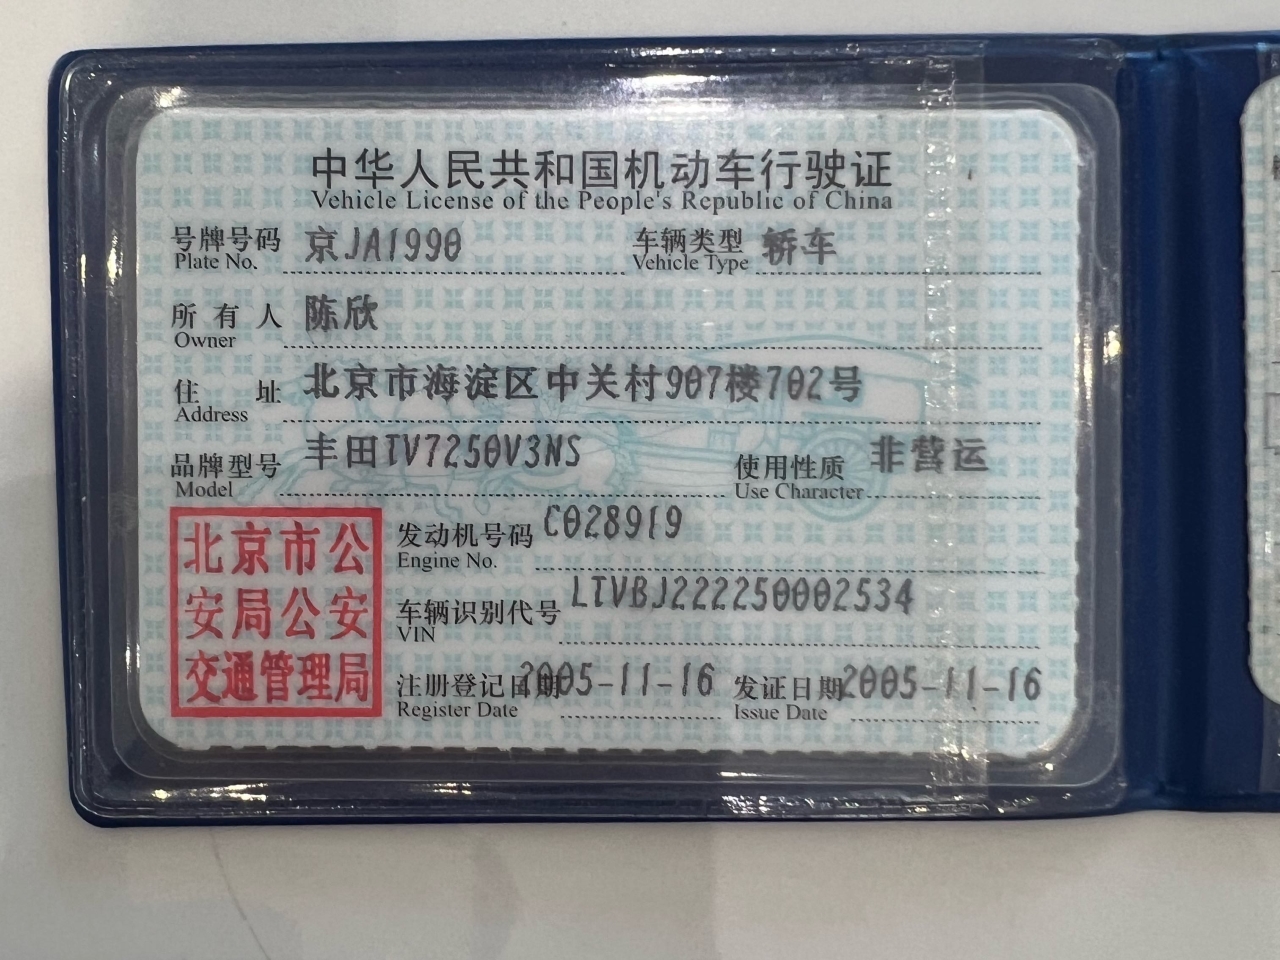 中华人民共和国机动车行驶证
Vehicle License of the People's Republic of China
号牌号码 京JA1990 车辆类型 轿车
Plate No. Vehicle Type
所有人 陈欣
Owner
住址 北京市海淀区中关村907楼702号
Address
品牌型号 丰田TV7250V3NS 使用性质 非营运
Model Use Character
北京市公
安局公安
交通管理局
发动机号码 C028919
Engine No.
车辆识别代号 LTVBJ222250002534
VIN
注册登记日期 2005-11-16 发证日期 2005-11-16
Register Date Issue Date